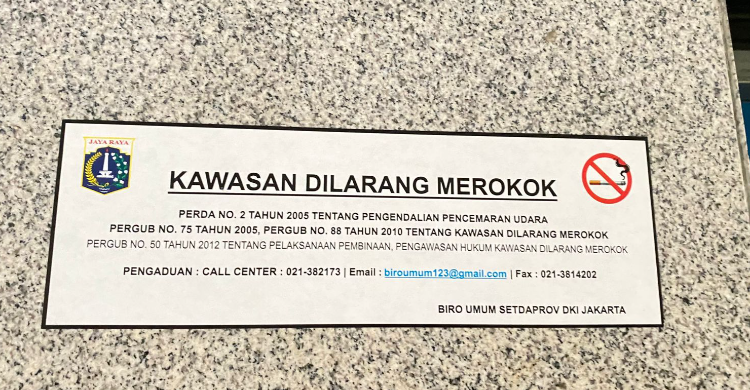 JAYA RAYA
KAWASAN DILARANG MEROKOK
PERDA NO. 2 TAHUN 2005 TENTANG PENGENDALIAN PENCEMARAN UDARA
PERGUB NO. 75 TAHUN 2005, PERGUB NO. 88 TAHUN 2010 TENTANG KAWASAN DILARANG MEROKOK
PERGUB NO. 50 TAHUN 2012 TENTANG PELAKSANAAN PEMBINAAN, PENGAWASAN HUKUM KAWASAN DILARANG MEROKOK
PENGADUAN : CALL CENTER : 021-382173 | Email : biroumum123@gmail.com | Fax : 021-3814202
BIRO UMUM SETDAPROV DKI JAKARTA